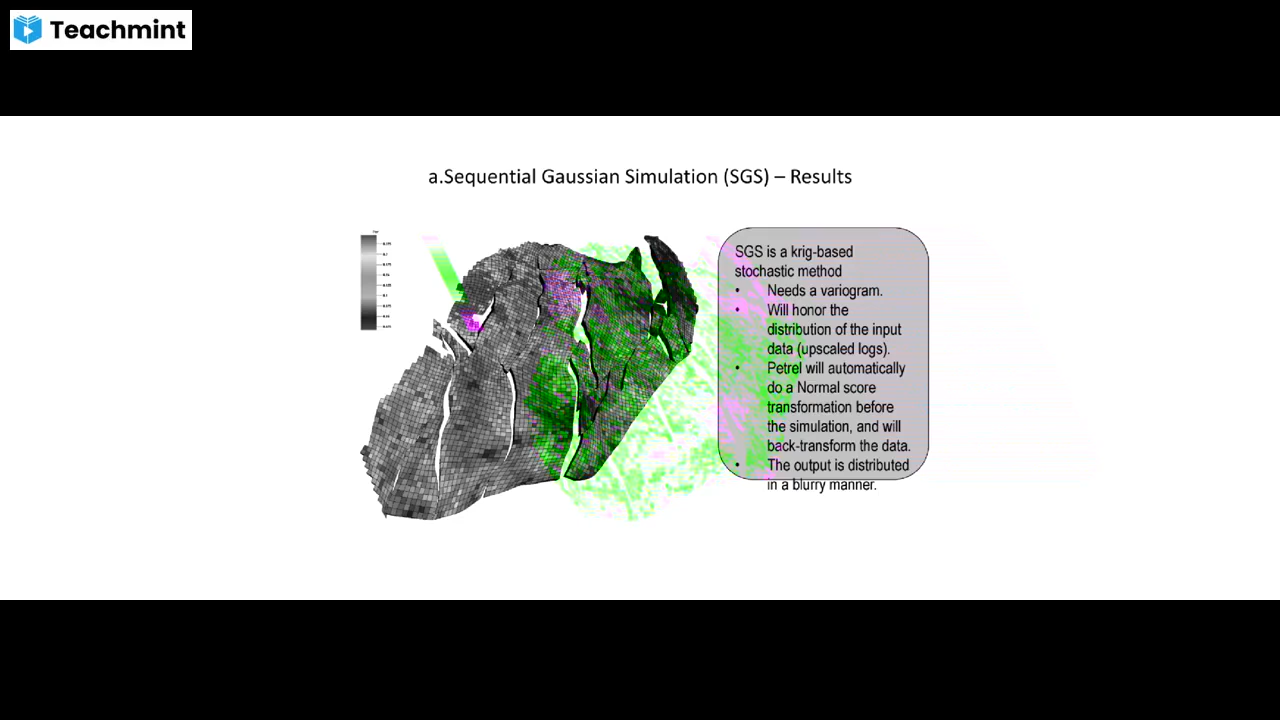 Teachmint
a.Sequential Gaussian Simulation (SGS) – Results
SGS is a krig-based
stochastic method
• Needs a variogram.
• Will honor the
distribution of the input
data (upscaled logs).
• Petrel will automatically
do a Normal score
transformation before
the simulation, and will
back-transform the data.
• The output is distributed
in a blurry manner.